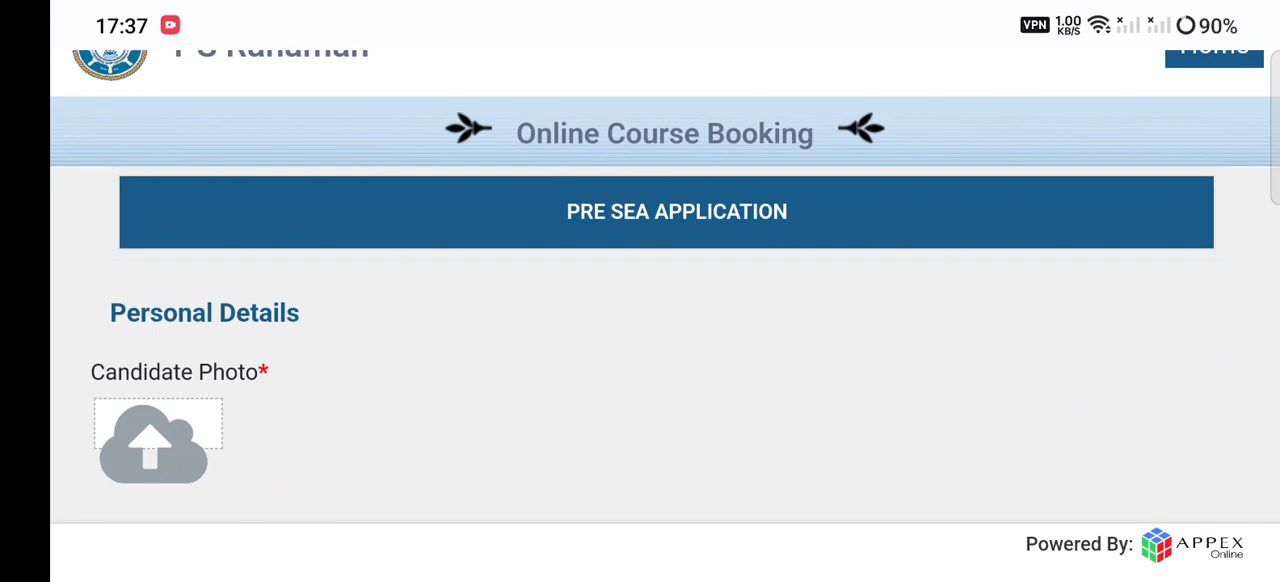 17:37
VPN 1.00 KB/S 90%
Home
Online Course Booking
PRE SEA APPLICATION
Personal Details
Candidate Photo*
Powered By: APPEX
Online